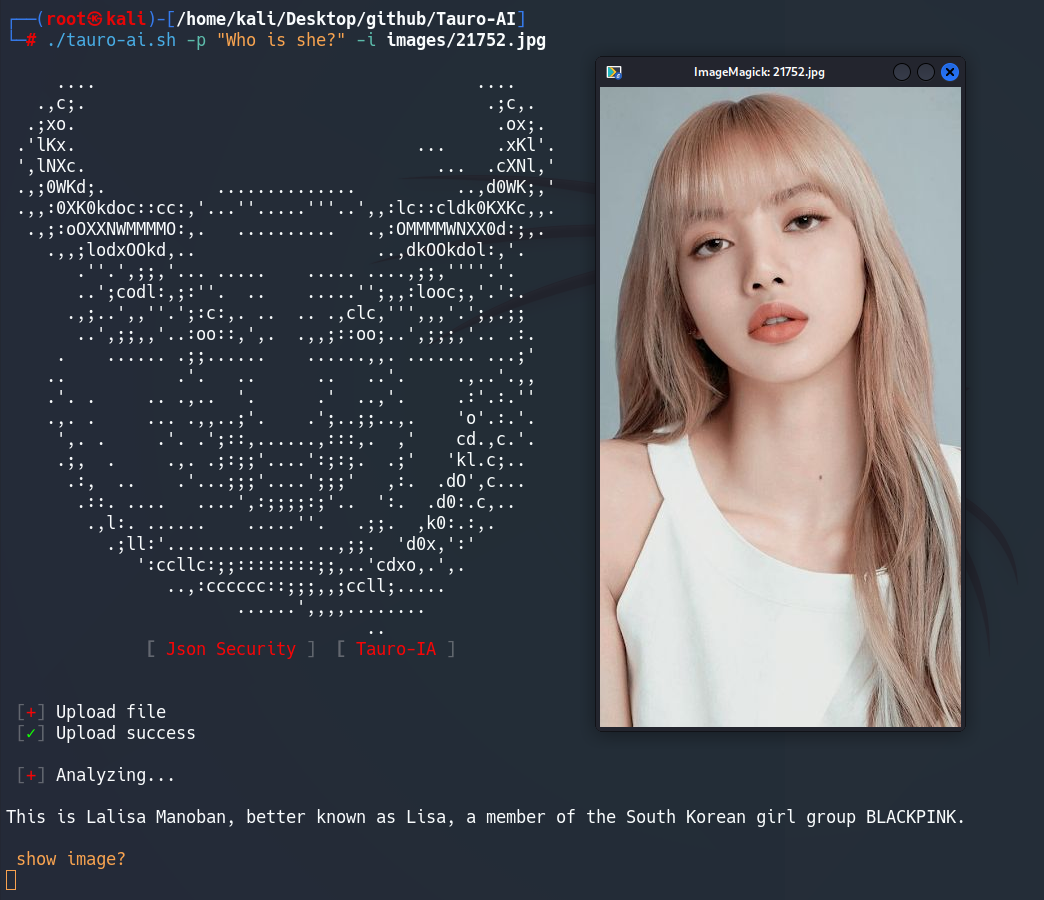 ┌──(root㉿kali)-[/home/kali/Desktop/github/Tauro-AI]
└─# ./tauro-ai.sh -p "Who is she?" -i images/21752.jpg
ImageMagick: 21752.jpg
[ Json Security ]  [ Tauro-IA ]
[+] Upload file
[✓] Upload success
[+] Analyzing...
This is Lalisa Manoban, better known as Lisa, a member of the South Korean girl group BLACKPINK.
show image?